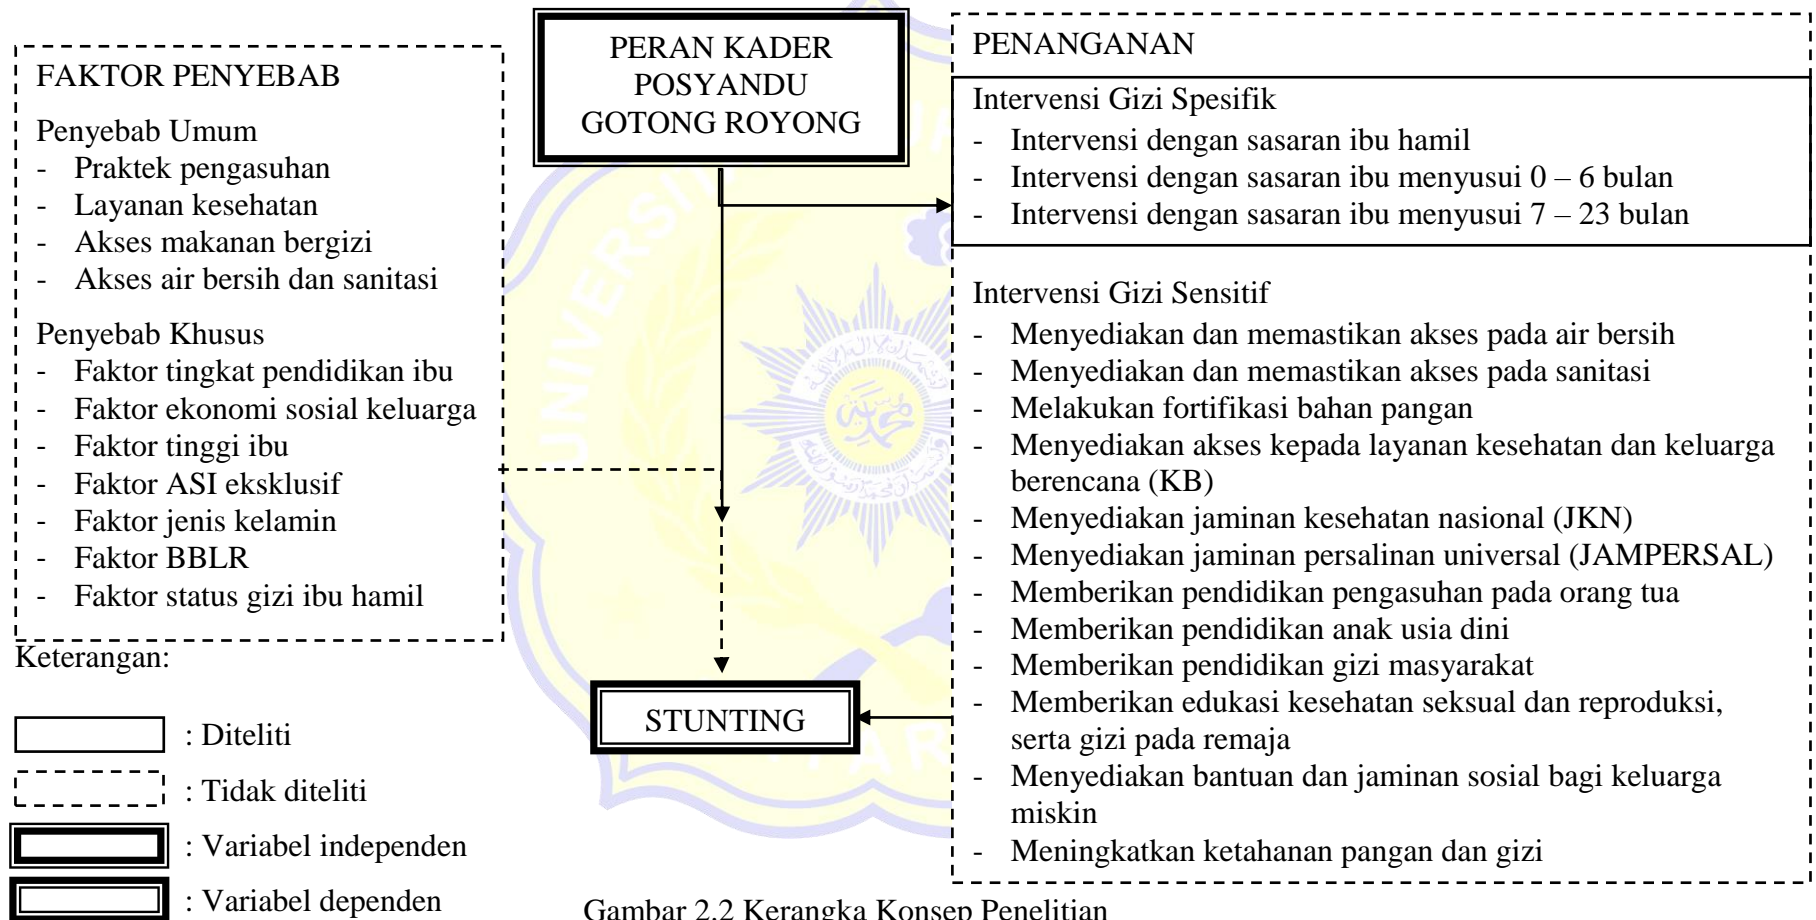 FAKTOR PENYEBAB
Penyebab Umum
- Praktek pengasuhan
- Layanan kesehatan
- Akses makanan bergizi
- Akses air bersih dan sanitasi
Penyebab Khusus
- Faktor tingkat pendidikan ibu
- Faktor ekonomi sosial keluarga
- Faktor tinggi ibu
- Faktor ASI eksklusif
- Faktor jenis kelamin
- Faktor BBLR
- Faktor status gizi ibu hamil
Keterangan:
: Diteliti
: Tidak diteliti
: Variabel independen
: Variabel dependen
PERAN KADER
POSYANDU
GOTONG ROYONG
STUNTING
PENANGANAN
Intervensi Gizi Spesifik
- Intervensi dengan sasaran ibu hamil
- Intervensi dengan sasaran ibu menyusui 0 – 6 bulan
- Intervensi dengan sasaran ibu menyusui 7 – 23 bulan
Intervensi Gizi Sensitif
- Menyediakan dan memastikan akses pada air bersih
- Menyediakan dan memastikan akses pada sanitasi
- Melakukan fortifikasi bahan pangan
- Menyediakan akses kepada layanan kesehatan dan keluarga
berencana (KB)
- Menyediakan jaminan kesehatan nasional (JKN)
- Menyediakan jaminan persalinan universal (JAMPERSAL)
- Memberikan pendidikan pengasuhan pada orang tua
- Memberikan pendidikan anak usia dini
- Memberikan pendidikan gizi masyarakat
- Memberikan edukasi kesehatan seksual dan reproduksi,
serta gizi pada remaja
- Menyediakan bantuan dan jaminan sosial bagi keluarga
miskin
- Meningkatkan ketahanan pangan dan gizi
Gambar 2.2 Kerangka Konsep Penelitian